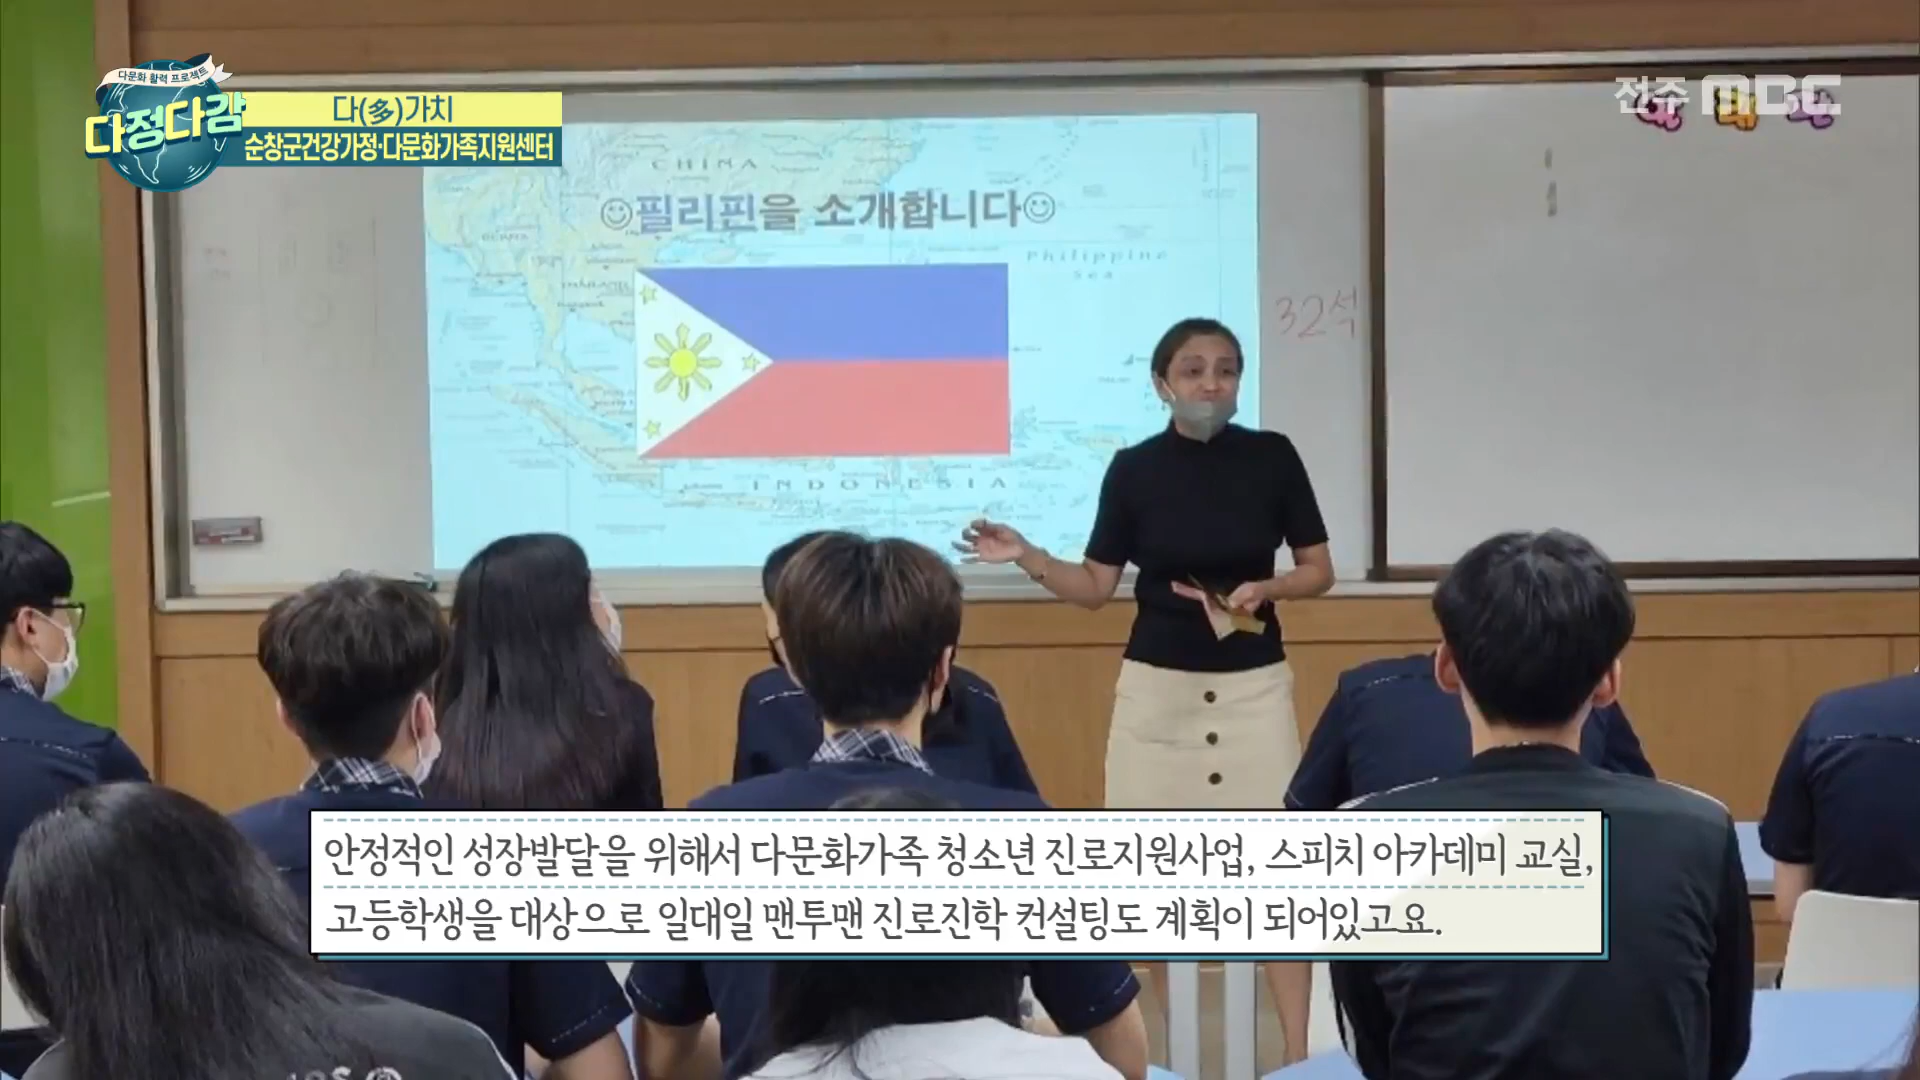 다문화 활력 프로젝트
다정다감
다(多)가치
순창군건강가정·다문화가족지원센터
전주 MBC
CHINA
☺필리핀을 소개합니다☺
Philippine
Sea
THAILAND
32석
INDONESIA
안정적인 성장발달을 위해서 다문화가족 청소년 진로지원사업, 스피치 아카데미 교실,
고등학생을 대상으로 일대일 맨투맨 진로진학 컨설팅도 계획이 되어있고요.